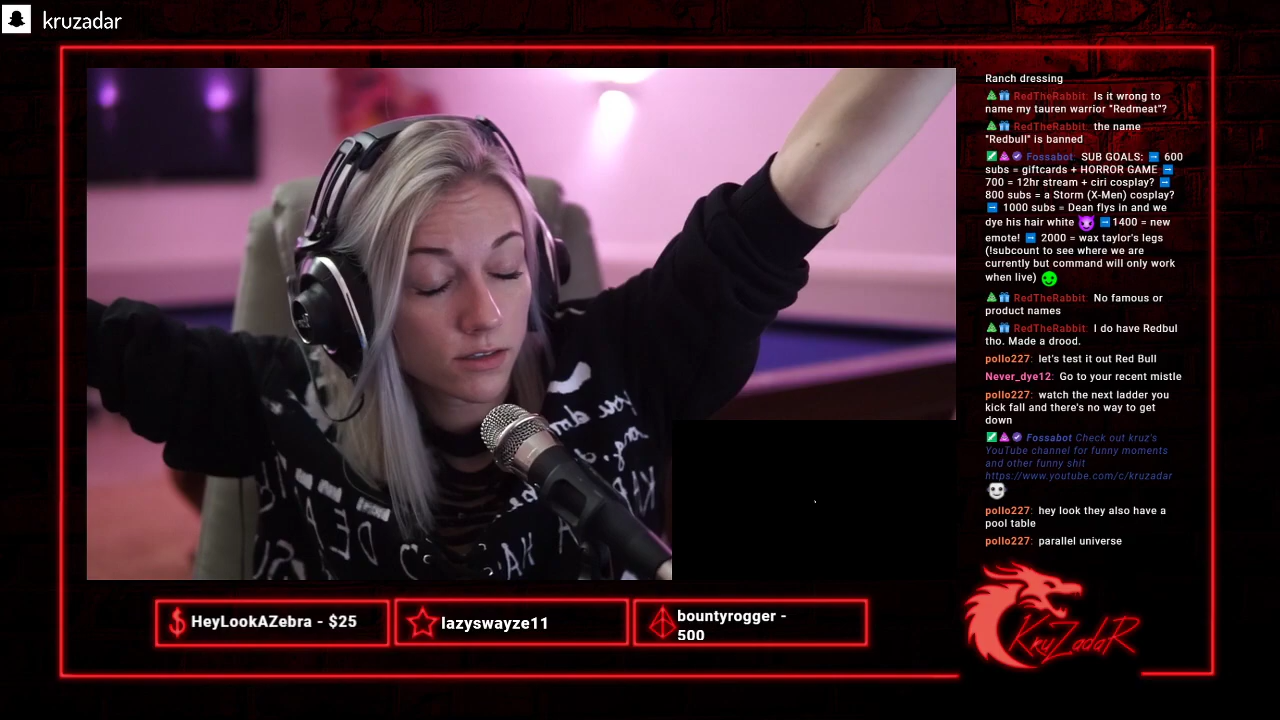 kruzadar
Ranch dressing
RedTheRabbit: Is it wrong to
name my tauren warrior "Redmeat"?
RedTheRabbit: the name
"Redbull" is banned
Fossabot: SUB GOALS: 600
subs = giftcards + HORROR GAME
700 = 12hr stream + ciri cosplay?
800 subs = a Storm (X-Men) cosplay?
1000 subs = Dean flys in and we
dye his hair white 1400 = new
emote! 2000 = wax taylor's legs
(!subcount to see where we are
currently but command will only work
when live)
RedTheRabbit: No famous or
product names
RedTheRabbit: I do have Redbul
tho. Made a drood.
pollo227: let's test it out Red Bull
Never_dye12: Go to your recent mistle
pollo227: watch the next ladder you
kick fall and there's no way to get
down
Fossabot Check out kruz's
YouTube channel for funny moments
and other funny shit
https://www.youtube.com/c/kruzadar
pollo227: hey look they also have a
pool table
pollo227: parallel universe
HeyLookAZebra - $25
lazyswayze11
bountyrogger -
500
KruZadaR